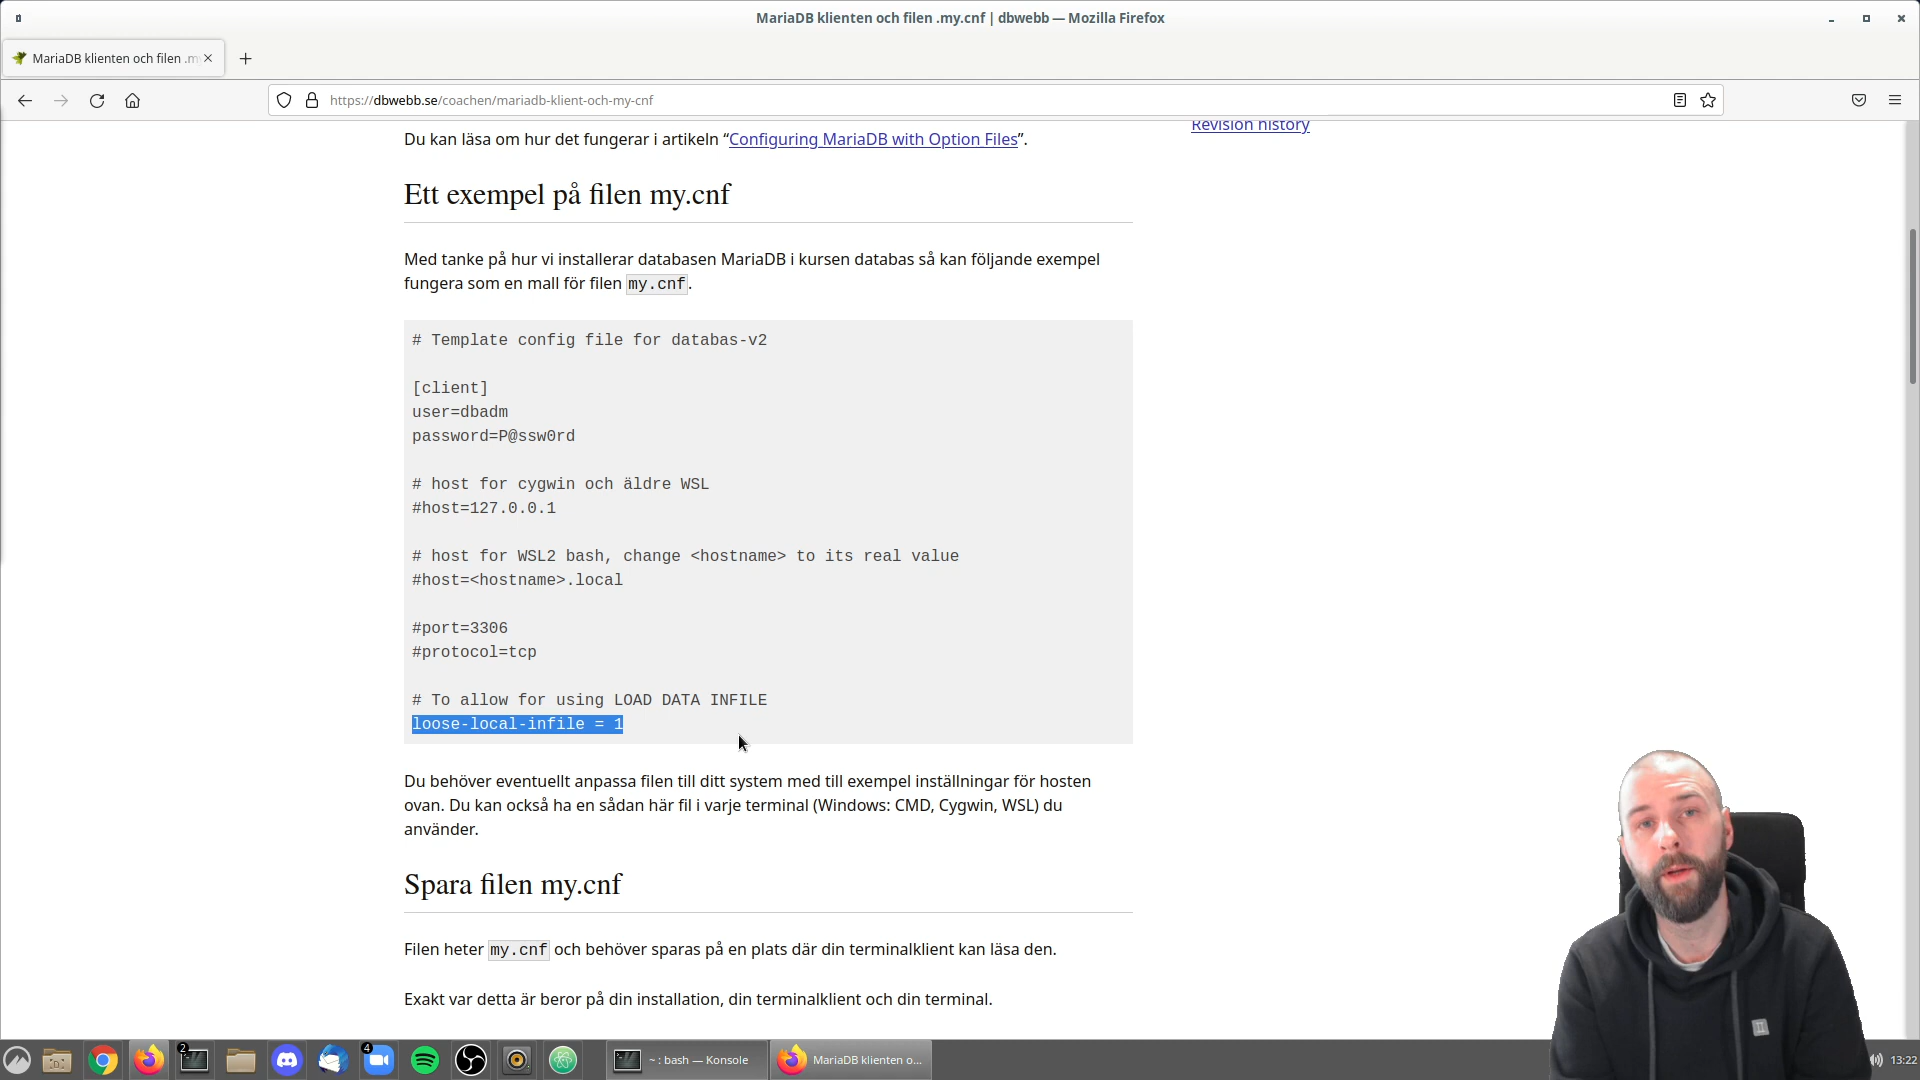 MariaDB klienten och filen .my.cnf | dbwebb — Mozilla Firefox
MariaDB klienten och filen .m
https://dbwebb.se/coachen/mariadb-klient-och-my-cnf
Revision history
Du kan läsa om hur det fungerar i artikeln “Configuring MariaDB with Option Files”.
Ett exempel på filen my.cnf
Med tanke på hur vi installerar databasen MariaDB i kursen databas så kan följande exempel
fungera som en mall för filen my.cnf.
# Template config file for databas-v2
[client]
user=dbadm
password=P@ssw0rd
# host for cygwin och äldre WSL
#host=127.0.0.1
# host for WSL2 bash, change <hostname> to its real value
#host=<hostname>.local
#port=3306
#protocol=tcp
# To allow for using LOAD DATA INFILE
loose-local-infile = 1
Du behöver eventuellt anpassa filen till ditt system med till exempel inställningar för hosten
ovan. Du kan också ha en sådan här fil i varje terminal (Windows: CMD, Cygwin, WSL) du
använder.
Spara filen my.cnf
Filen heter my.cnf och behöver sparas på en plats där din terminalklient kan läsa den.
Exakt var detta är beror på din installation, din terminalklient och din terminal.
2
4
~ : bash — Konsole
MariaDB klienten o...
13:22